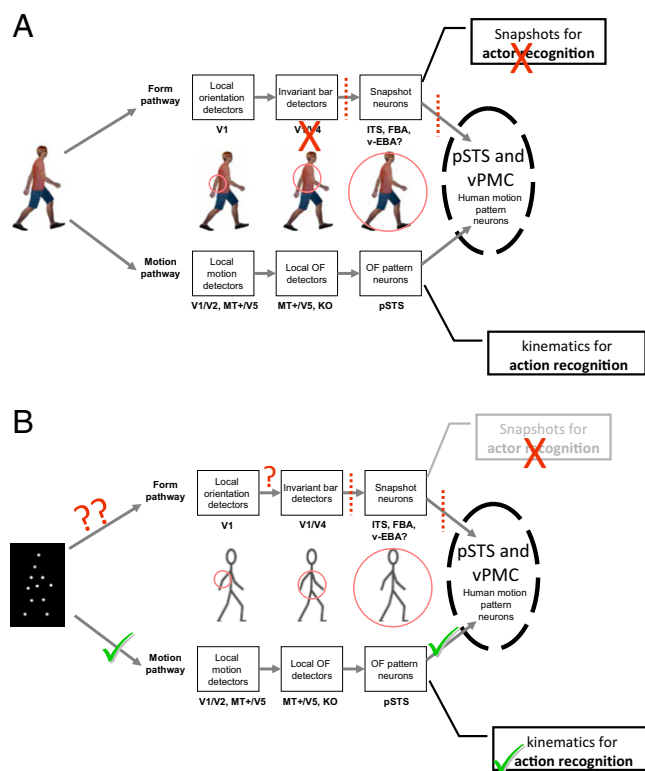 A
Snapshots for
actor recognition
Form
pathway
Local
orientation
detectors
Invariant bar
detectors
Snapshot
neurons
V1
V1/V4
ITS, FBA,
v-EBA?
pSTS and
vPMC
Human motion
pattern
neurons
Motion
pathway
Local
motion
detectors
Local OF
detectors
OF pattern
neurons
V1/V2, MT+/V5
MT+/V5, KO
pSTS
kinematics for
action recognition
B
Snapshots for
actor recognition
??
Form
pathway
Local
orientation
detectors
?
Invariant bar
detectors
Snapshot
neurons
V1
V1/V4
ITS, FBA,
v-EBA?
pSTS and
vPMC
Human motion
pattern
neurons
Motion
pathway
Local
motion
detectors
Local OF
detectors
OF pattern
neurons
V1/V2, MT+/V5
MT+/V5, KO
pSTS
kinematics for
action recognition